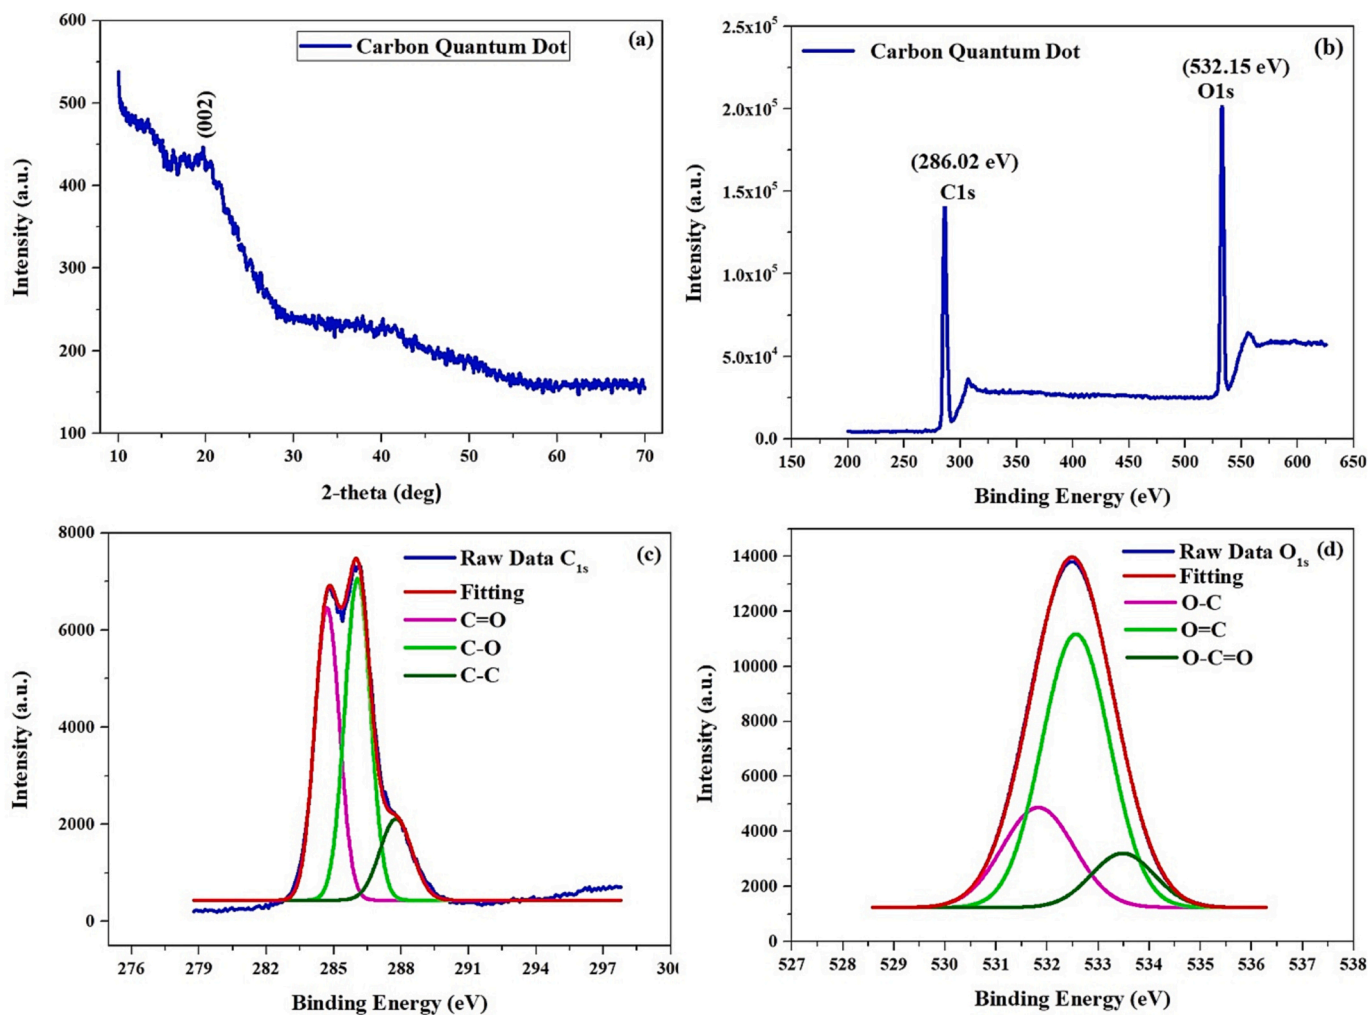 600
500
400
300
200
100
Intensity (a.u.)
Carbon Quantum Dot
(a)
(002)
10 20 30 40 50 60 70
2-theta (deg)
2.5x10⁵
2.0x10⁵
1.5x10⁵
1.0x10⁵
5.0x10⁴
0.0
Intensity (a.u.)
Carbon Quantum Dot
(b)
(532.15 eV)
O1s
(286.02 eV)
C1s
150 200 250 300 350 400 450 500 550 600 650
Binding Energy (eV)
8000
6000
4000
2000
0
Intensity (a.u.)
Raw Data C₁ₛ
(c)
Fitting
C=O
C-O
C-C
276 279 282 285 288 291 294 297 300
Binding Energy (eV)
14000
12000
10000
8000
6000
4000
2000
0
Intensity (a.u.)
Raw Data O₁ₛ
(d)
Fitting
O-C
O=C
O-C=O
527 528 529 530 531 532 533 534 535 536 537 538
Binding Energy (eV)